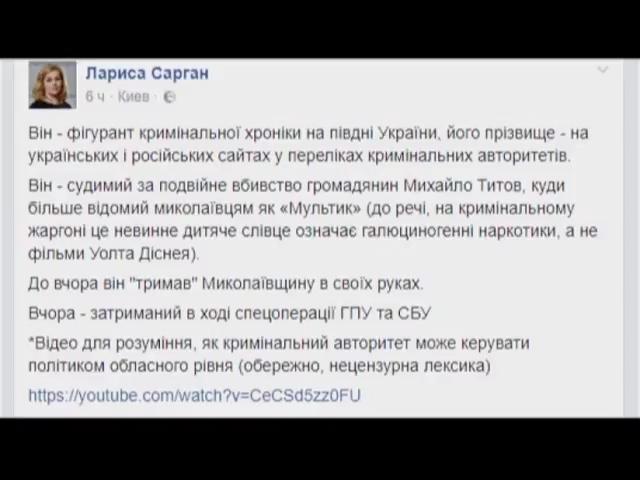 Лариса Сарган
6 ч · Киев ·
Він - фігурант кримінальної хроніки на півдні України, його прізвище - на
українських і російських сайтах у переліках кримінальних авторитетів.
Він - судимий за подвійне вбивство громадянин Михайло Титов, куди
більше відомий миколаївцям як «Мультик» (до речі, на кримінальному
жаргоні це невинне дитяче слівце означає галюциногенні наркотики, а не
фільми Уолта Діснея).
До вчора він "тримав" Миколаївщину в своїх руках.
Вчора - затриманий в ході спецоперації ГПУ та СБУ
*Відео для розуміння, як кримінальний авторитет може керувати
політиком обласного рівня (обережно, нецензурна лексика)
https://youtube.com/watch?v=CeCSd5zz0FU